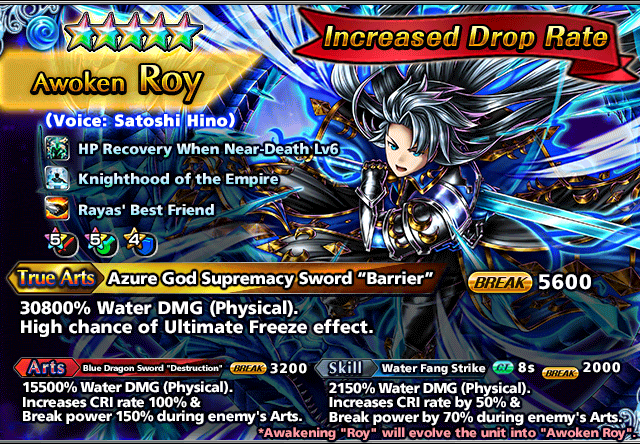 Increased Drop Rate
Awoken Roy
(Voice: Satoshi Hino)
HP Recovery When Near-Death Lv6
Knighthood of the Empire
Rayas' Best Friend
5 5 4
True Arts Azure God Supremacy Sword “Barrier” BREAK 5600
30800% Water DMG (Physical).
High chance of Ultimate Freeze effect.
Arts Blue Dragon Sword "Destruction" BREAK 3200
15500% Water DMG (Physical).
Increases CRI rate 100% &
Break power 150% during enemy's Arts.
Skill Water Fang Strike CT 8s BREAK 2000
2150% Water DMG (Physical).
Increases CRI rate by 50% &
Break power by 70% during enemy's Arts.
*Awakening "Roy" will evolve the unit into "Awoken Roy".